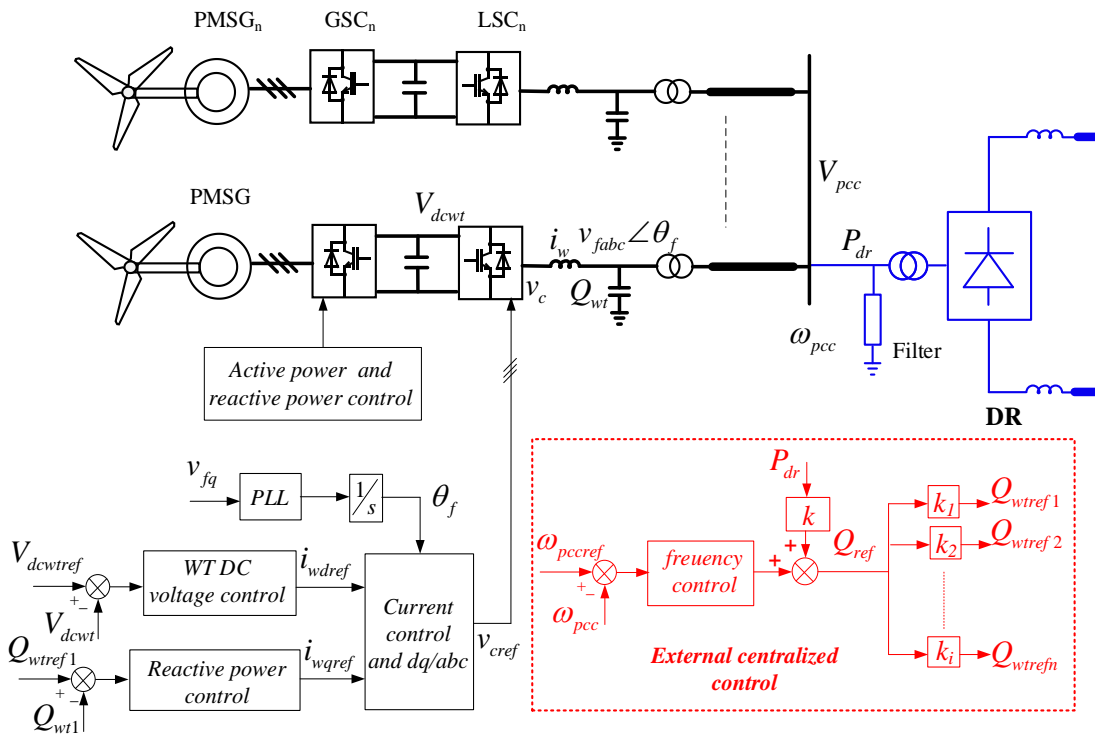 PMSGn GSCn LSCn
Vpcc
PMSG
Vdcwt
iw vfabc∠θf
Pdr
vc
Qwt
ωpcc
Filter
DR
Active power and
reactive power control
vfq
PLL
1/s
θf
Vdcwtref
+ −
Vdcwt
WT DC
voltage control
iwdref
Qwtref1
+ −
Qwt1
Reactive power
control
iwqref
Current
control
and dq/abc
vcref
Pdr
k
ωpccref
+ −
ωpcc
freuency
control
+ +
Qref
k1
Qwtref1
k2
Qwtref2
ki
Qwtrefn
External centralized
control